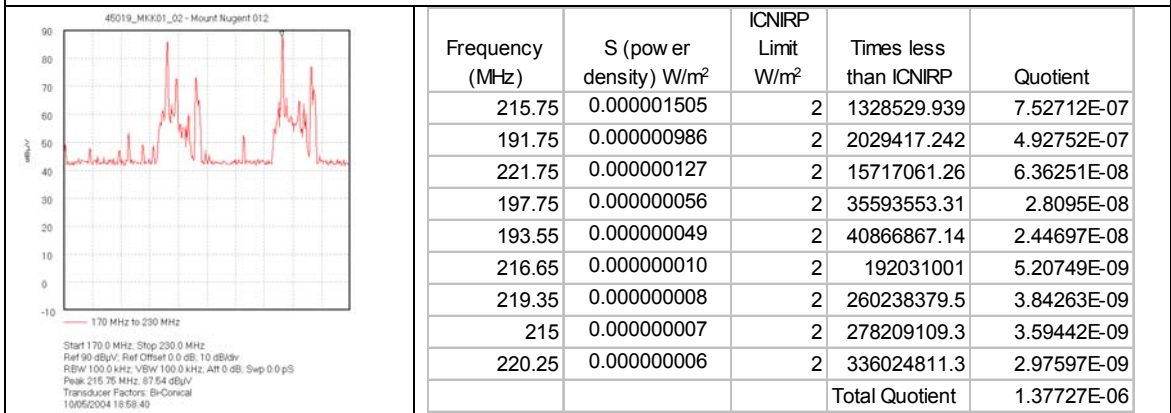 45019_MKK01_02 - Mount Nugent 012
90
80
70
60
50
40
30
20
10
0
-10
dBµV
170 MHz to 230 MHz
Start 170.0 MHz; Stop 230.0 MHz
Ref 90 dBµV; Ref Offset 0.0 dB; 10 dB/div
RBW 100.0 kHz; VBW 100.0 kHz; Att 0 dB; Swp 0.0 pS
Peak 215.75 MHz, 87.54 dBµV
Transducer Factors: Bi-Conical
10/05/2004 18:58:40
Frequency (MHz) S (pow er density) W/m² ICNIRP Limit W/m² Times less than ICNIRP Quotient
215.75 0.000001505 2 1328529.939 7.52712E-07
191.75 0.000000986 2 2029417.242 4.92752E-07
221.75 0.000000127 2 15717061.26 6.36251E-08
197.75 0.000000056 2 35593553.31 2.8095E-08
193.55 0.000000049 2 40866867.14 2.44697E-08
216.65 0.000000010 2 192031001 5.20749E-09
219.35 0.000000008 2 260238379.5 3.84263E-09
215 0.000000007 2 278209109.3 3.59442E-09
220.25 0.000000006 2 336024811.3 2.97597E-09
Total Quotient 1.37727E-06